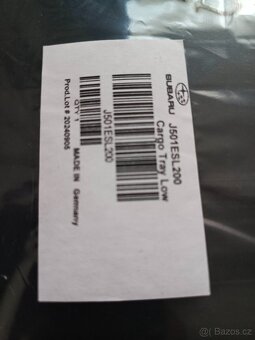 SUBARU
J501ESL200
Cargo Tray Low
J501ESL200
QTY 1
MADE IN Germany
Prod.Lot # 20240905
Bazos.cz